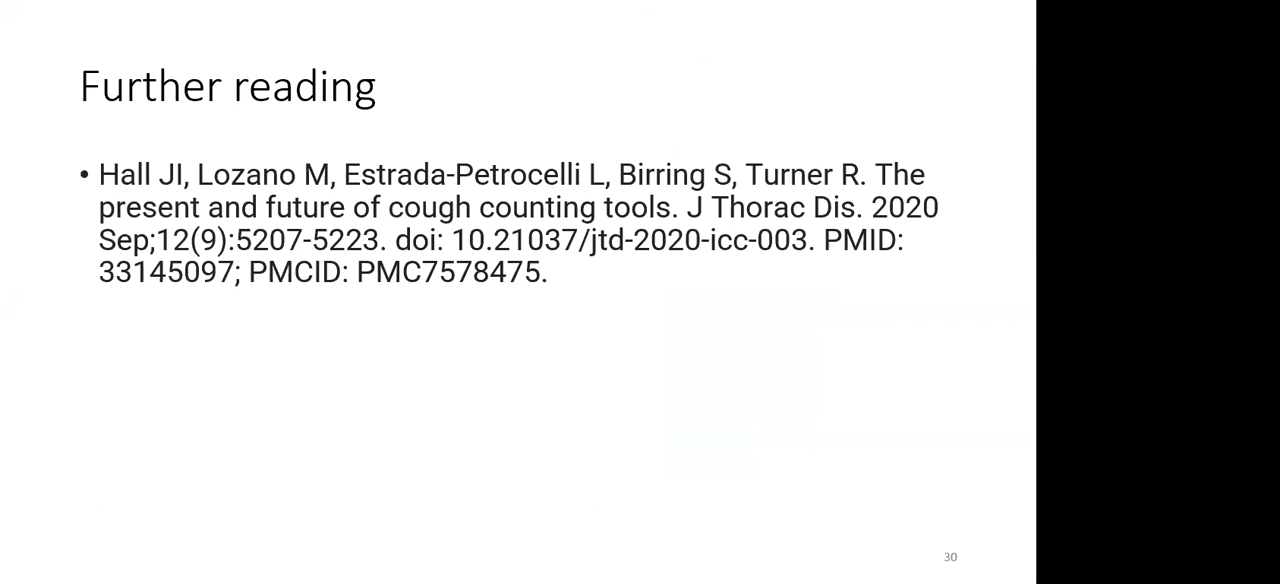 Further reading
• Hall JI, Lozano M, Estrada-Petrocelli L, Birring S, Turner R. The
present and future of cough counting tools. J Thorac Dis. 2020
Sep;12(9):5207-5223. doi: 10.21037/jtd-2020-icc-003. PMID:
33145097; PMCID: PMC7578475.
30